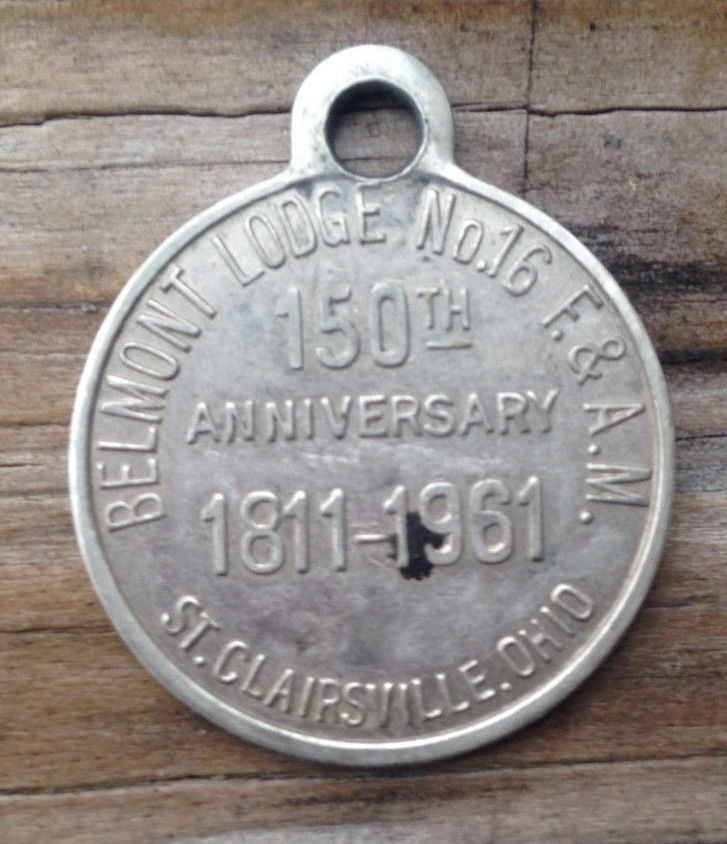 BELMONT LODGE No.16 F. & A.M.
150TH
ANNIVERSARY
1811-1961
ST. CLAIRSVILLE, OHIO